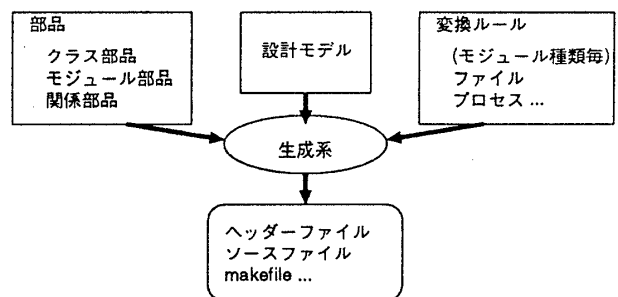 部品
クラス部品
モジュール部品
関係部品
設計モデル
変換ルール
(モジュール種類毎)
ファイル
プロセス ...
生成系
ヘッダーファイル
ソースファイル
makefile ...